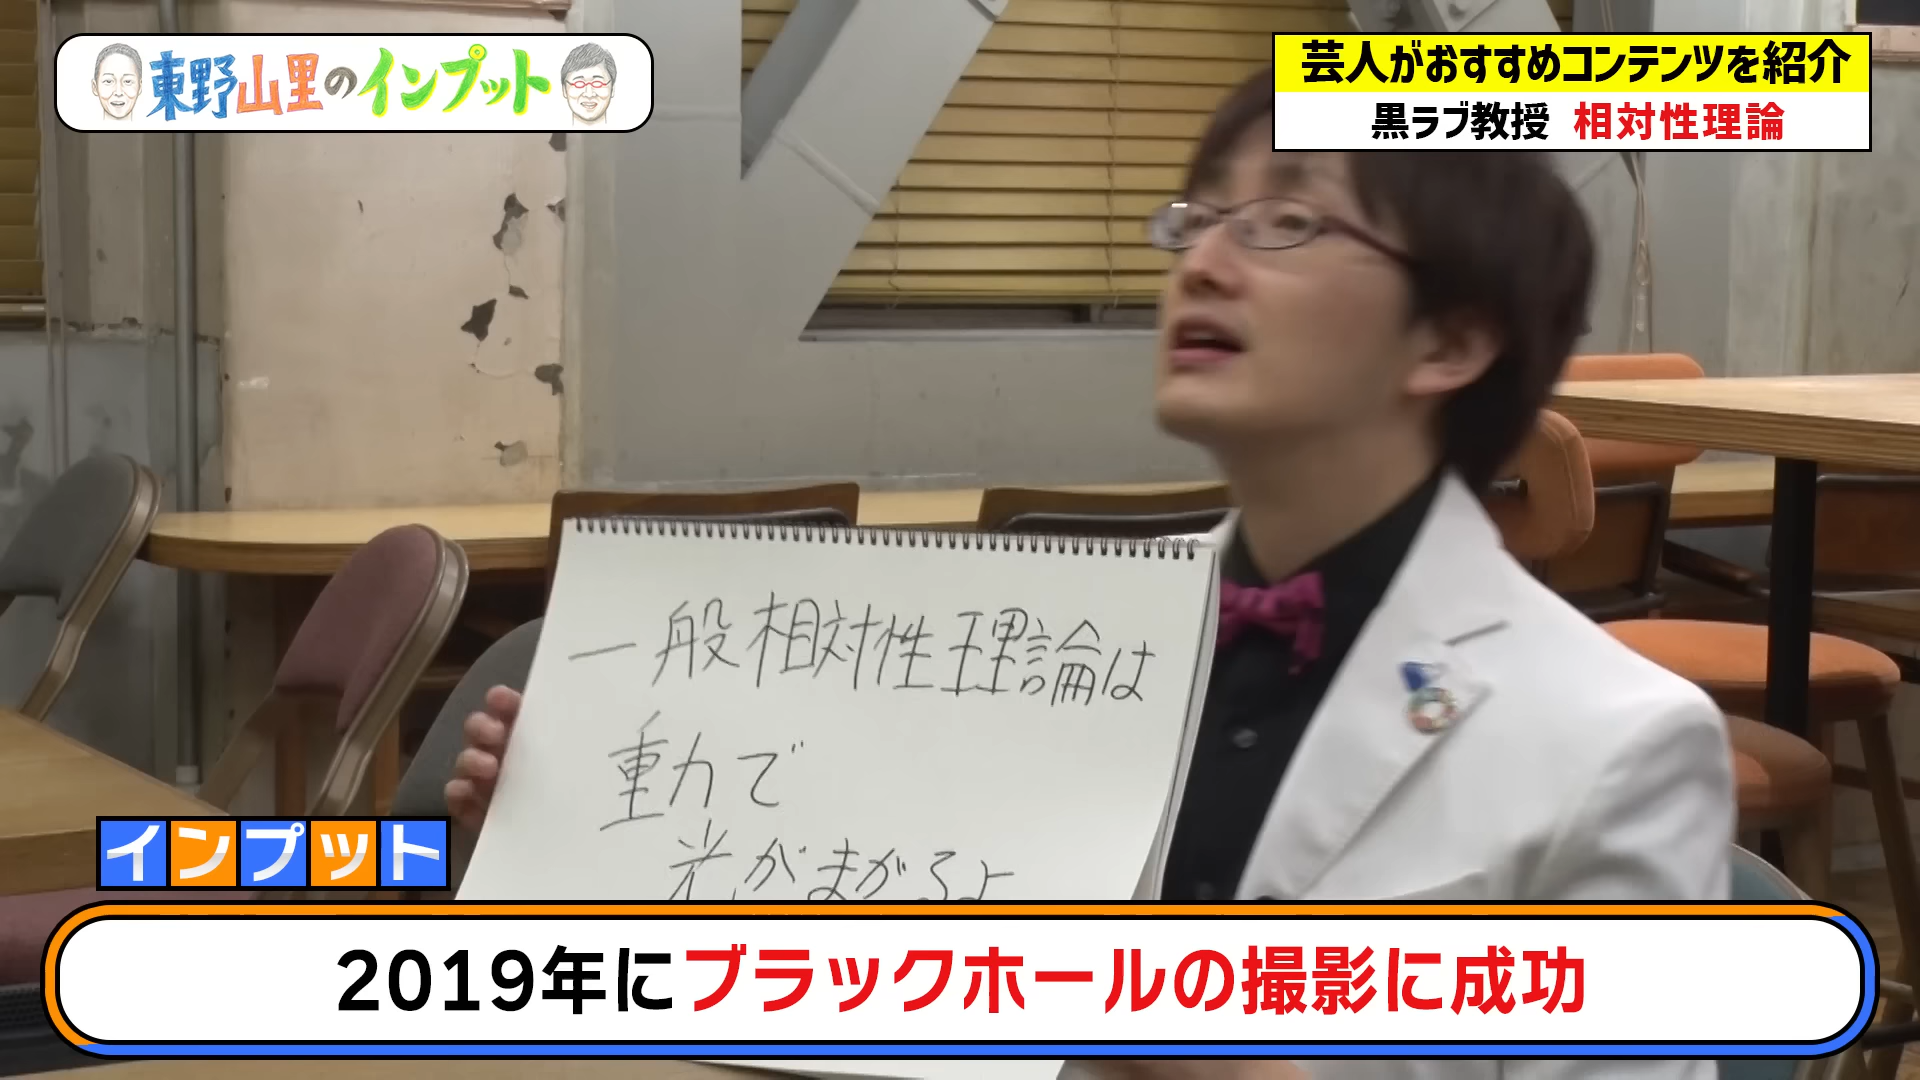 東野山里のインプット
芸人がおすすめコンテンツを紹介
黒ラブ教授 相対性理論
一般相対性理論は
重力で
光がまがるよ
インプット
2019年にブラックホールの撮影に成功